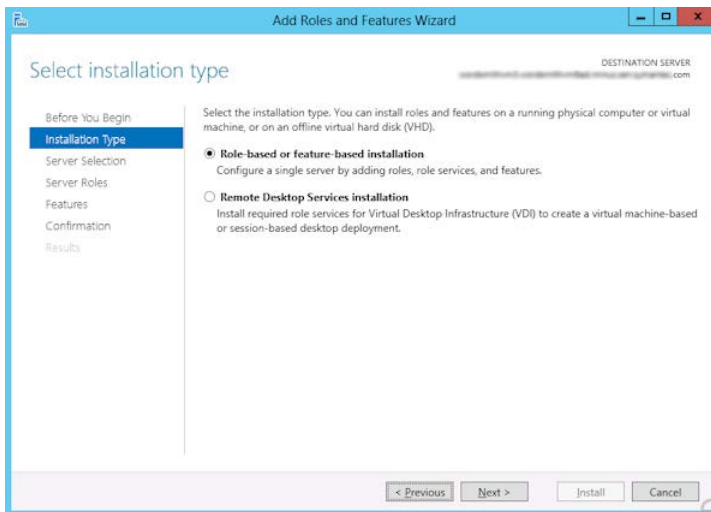 Add Roles and Features Wizard
Select installation type
DESTINATION SERVER
.com
Before You Begin
Installation Type
Server Selection
Server Roles
Features
Confirmation
Results
Select the installation type. You can install roles and features on a running physical computer or virtual
machine, or on an offline virtual hard disk (VHD).
Role-based or feature-based installation
Configure a single server by adding roles, role services, and features.
Remote Desktop Services installation
Install required role services for Virtual Desktop Infrastructure (VDI) to create a virtual machine-based
or session-based desktop deployment.
< Previous
Next >
Install
Cancel